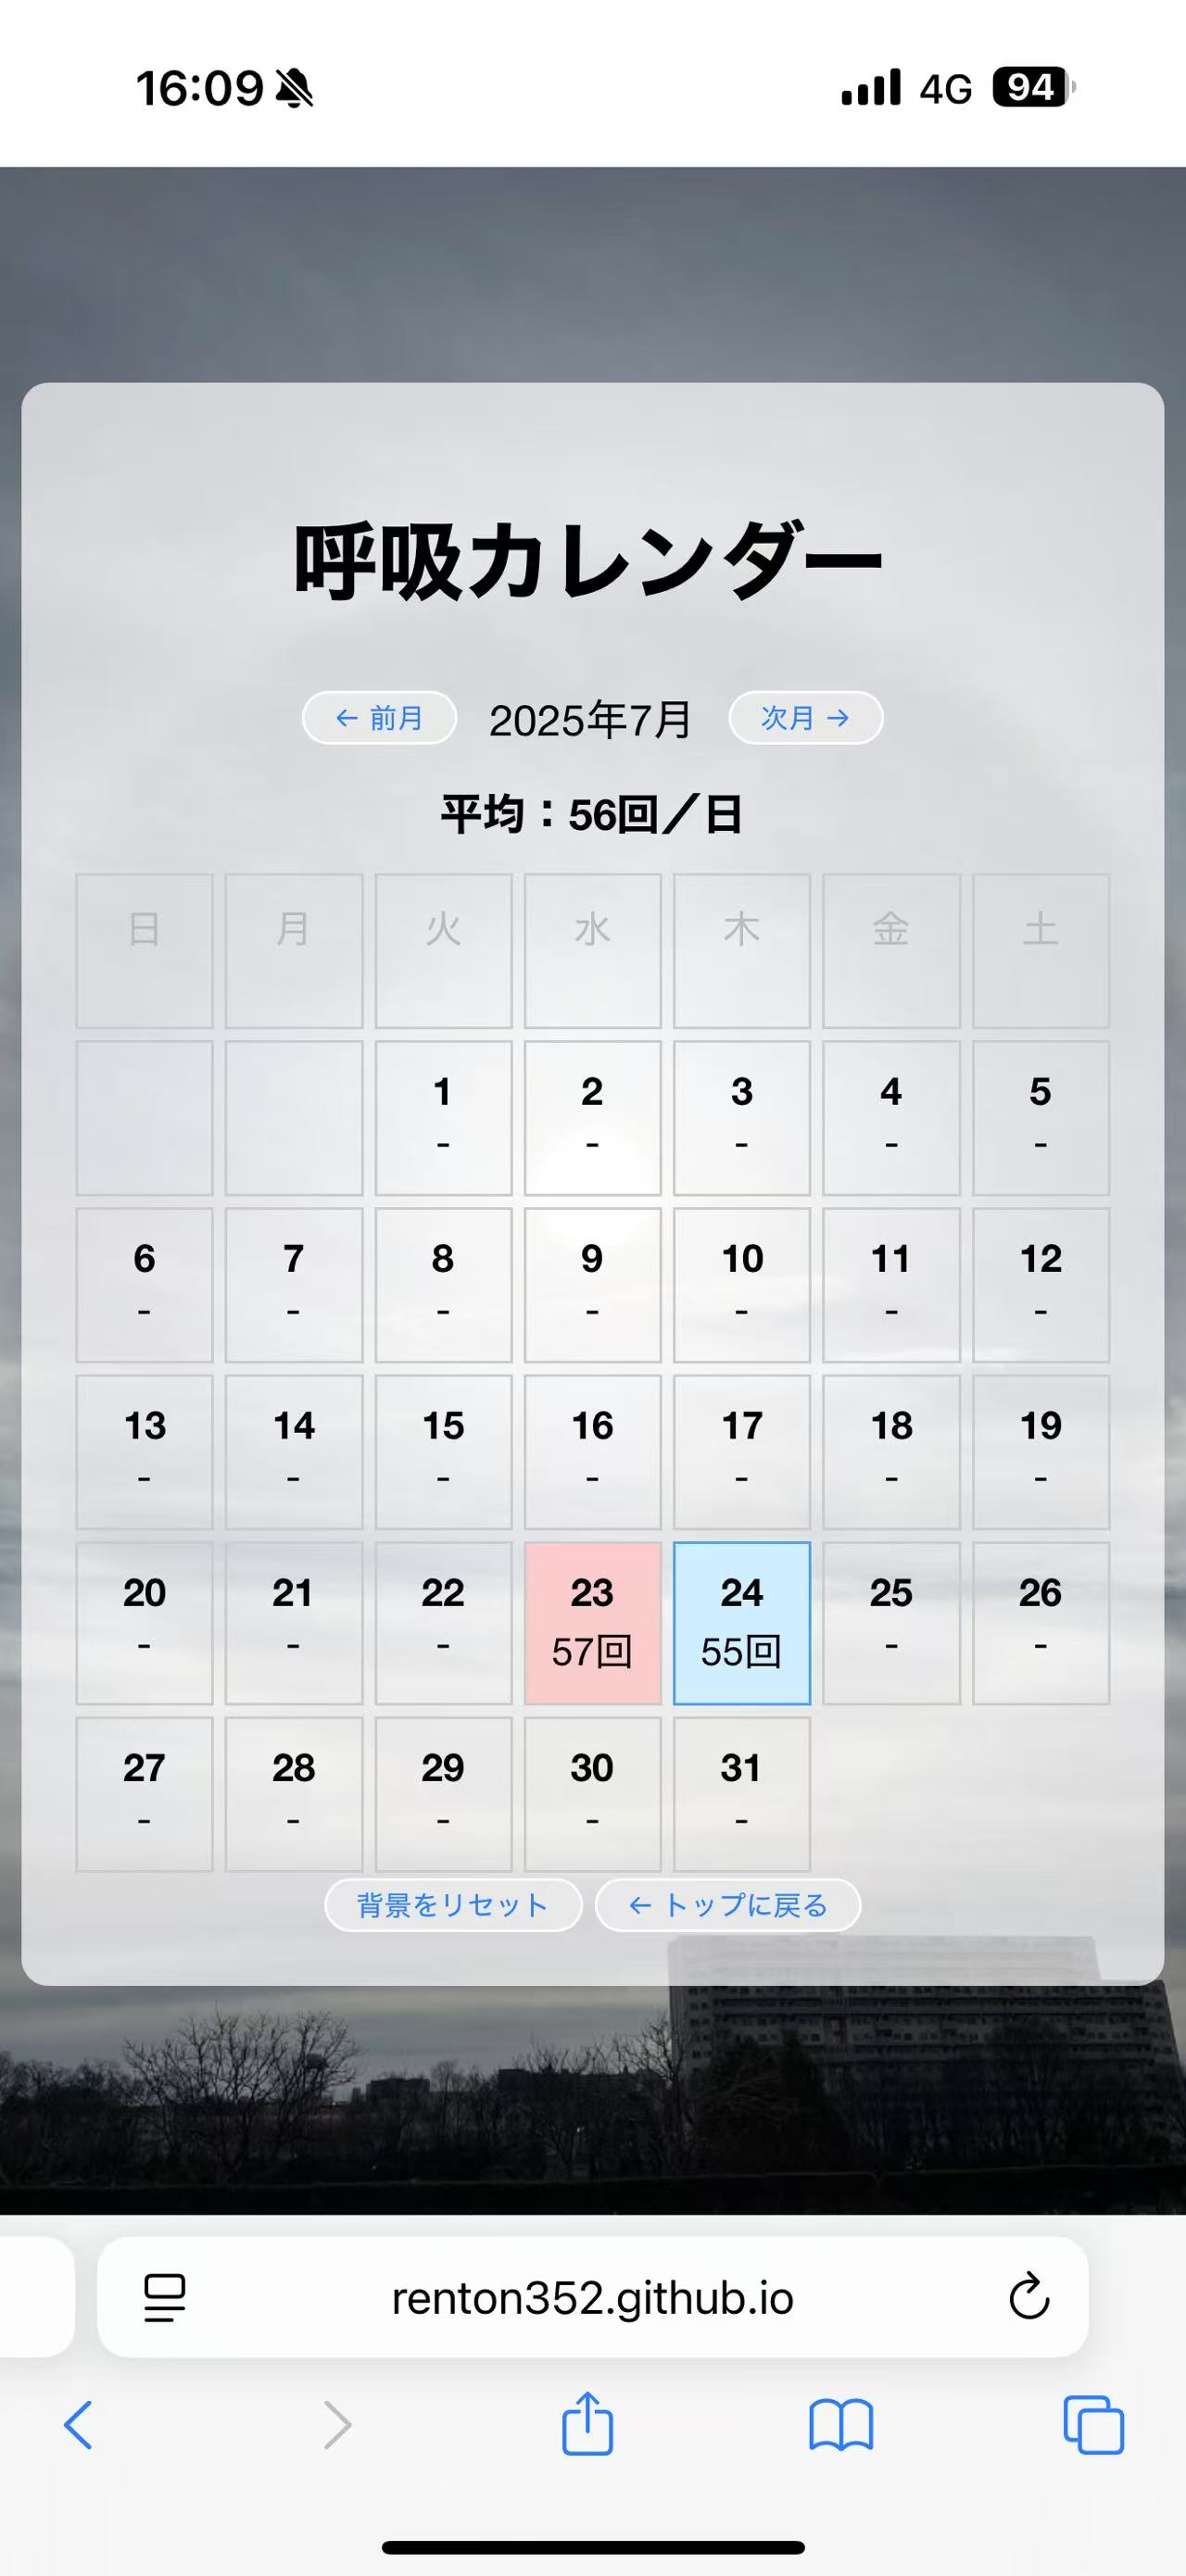 16:09 4G 94
呼吸カレンダー
← 前月 2025年7月 次月 →
平均：56回／日
日 月 火 水 木 金 土
1 2 3 4 5
- - - - -
6 7 8 9 10 11 12
- - - - - - -
13 14 15 16 17 18 19
- - - - - - -
20 21 22 23 24 25 26
- - - 57回 55回 - -
27 28 29 30 31
- - - - -
背景をリセット ← トップに戻る
renton352.github.io